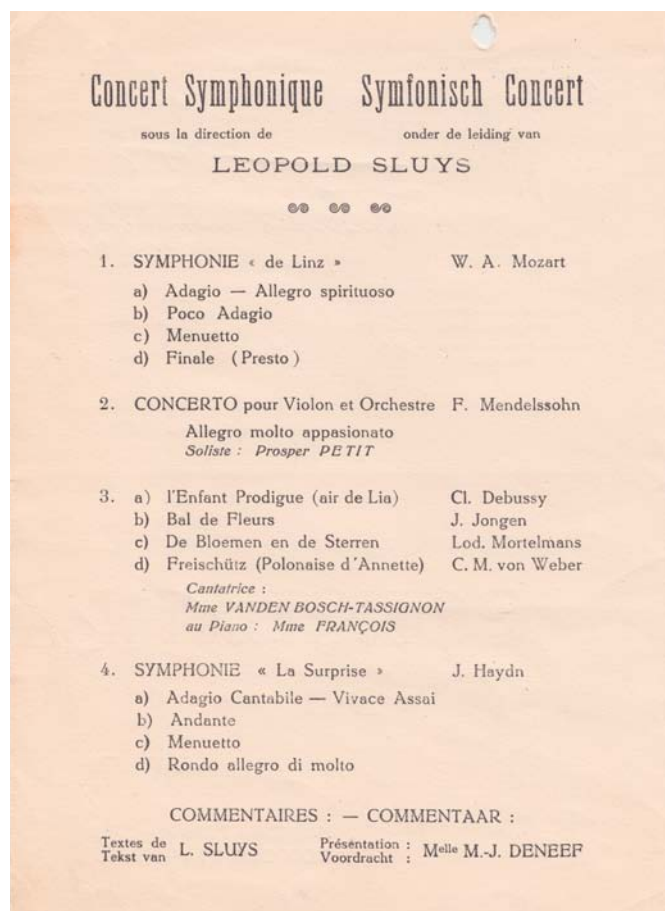 Concert Symphonique Symfonisch Concert
sous la direction de onder de leiding van
LEOPOLD SLUYS
1. SYMPHONIE « de Linz » W. A. Mozart
a) Adagio — Allegro spirituoso
b) Poco Adagio
c) Menuetto
d) Finale (Presto)
2. CONCERTO pour Violon et Orchestre F. Mendelssohn
Allegro molto appasionato
Soliste : Prosper PETIT
3. a) l'Enfant Prodigue (air de Lia) Cl. Debussy
b) Bal de Fleurs J. Jongen
c) De Bloemen en de Sterren Lod. Mortelmans
d) Freischütz (Polonaise d'Annette) C. M. von Weber
Cantatrice :
Mme VANDEN BOSCH-TASSIGNON
au Piano : Mme FRANÇOIS
4. SYMPHONIE « La Surprise » J. Haydn
a) Adagio Cantabile — Vivace Assai
b) Andante
c) Menuetto
d) Rondo allegro di molto
COMMENTAIRES : — COMMENTAAR :
Textes de
Tekst van L. SLUYS
Présentation :
Voordracht : Melle M.-J. DENEEF